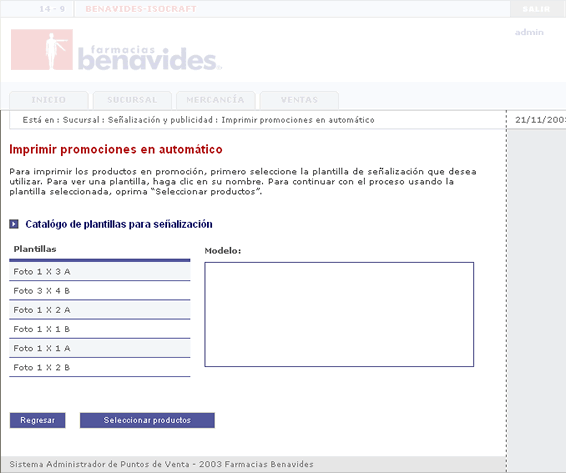 14 - 9 BENAVIDES-ISOCRAFT SALIR
admin
farmacias
benavides
INICIO SUCURSAL MERCANCÍA VENTAS
Está en : Sucursal : Señalización y publicidad : Imprimir promociones en automático 21/11/2003
Imprimir promociones en automático
Para imprimir los productos en promoción, primero seleccione la plantilla de señalización que desea
utilizar. Para ver una plantilla, haga clic en su nombre. Para continuar con el proceso usando la
plantilla seleccionada, oprima “Seleccionar productos”.
Catalógo de plantillas para señalización
Plantillas
Modelo:
Foto 1 X 3 A
Foto 3 X 4 B
Foto 1 X 2 A
Foto 1 X 1 B
Foto 1 X 1 A
Foto 1 X 2 B
Regresar Seleccionar productos
Sistema Administrador de Puntos de Venta - 2003 Farmacias Benavides